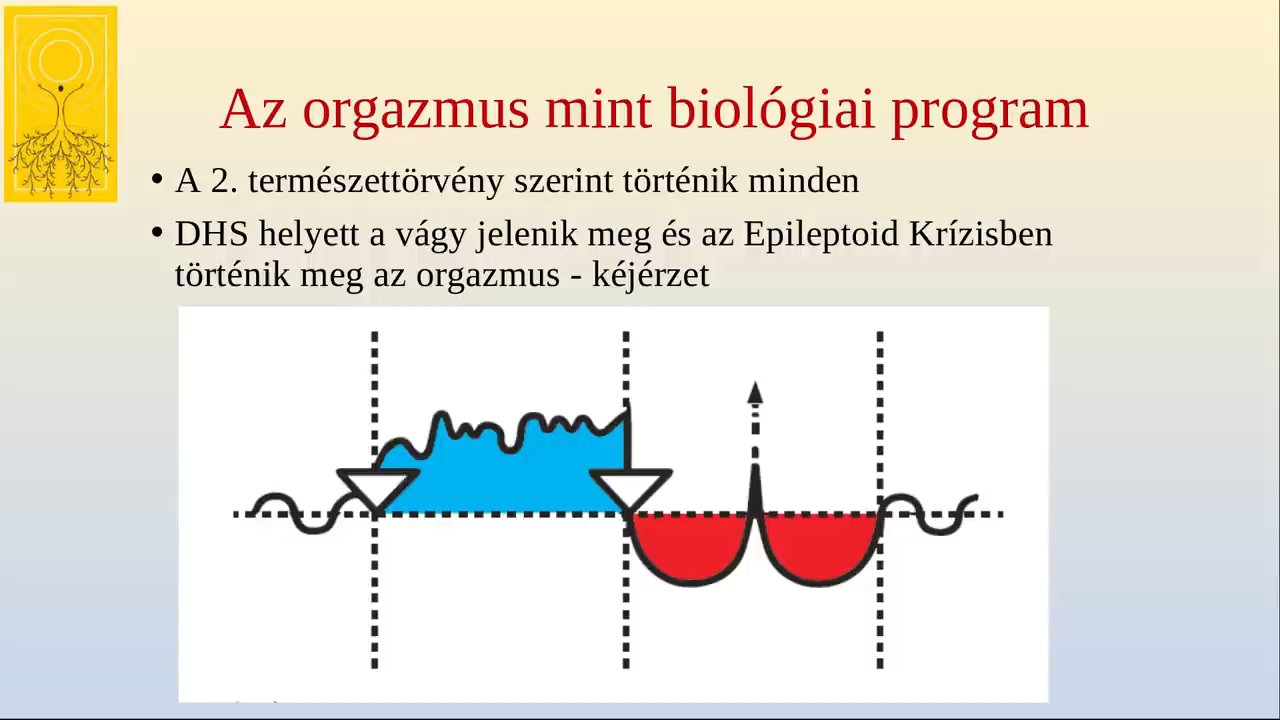 Az orgazmus mint biológiai program
• A 2. természettörvény szerint történik minden
• DHS helyett a vágy jelenik meg és az Epileptoid Krízisben
történik meg az orgazmus - kéjérzet